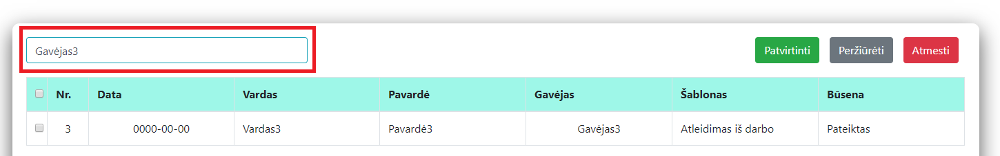 Gavėjas3 Patvirtinti Peržiūrėti Atmesti
Nr. Data Vardas Pavardė Gavėjas Šablonas Būsena
3 0000-00-00 Vardas3 Pavardė3 Gavėjas3 Atleidimas iš darbo Pateiktas